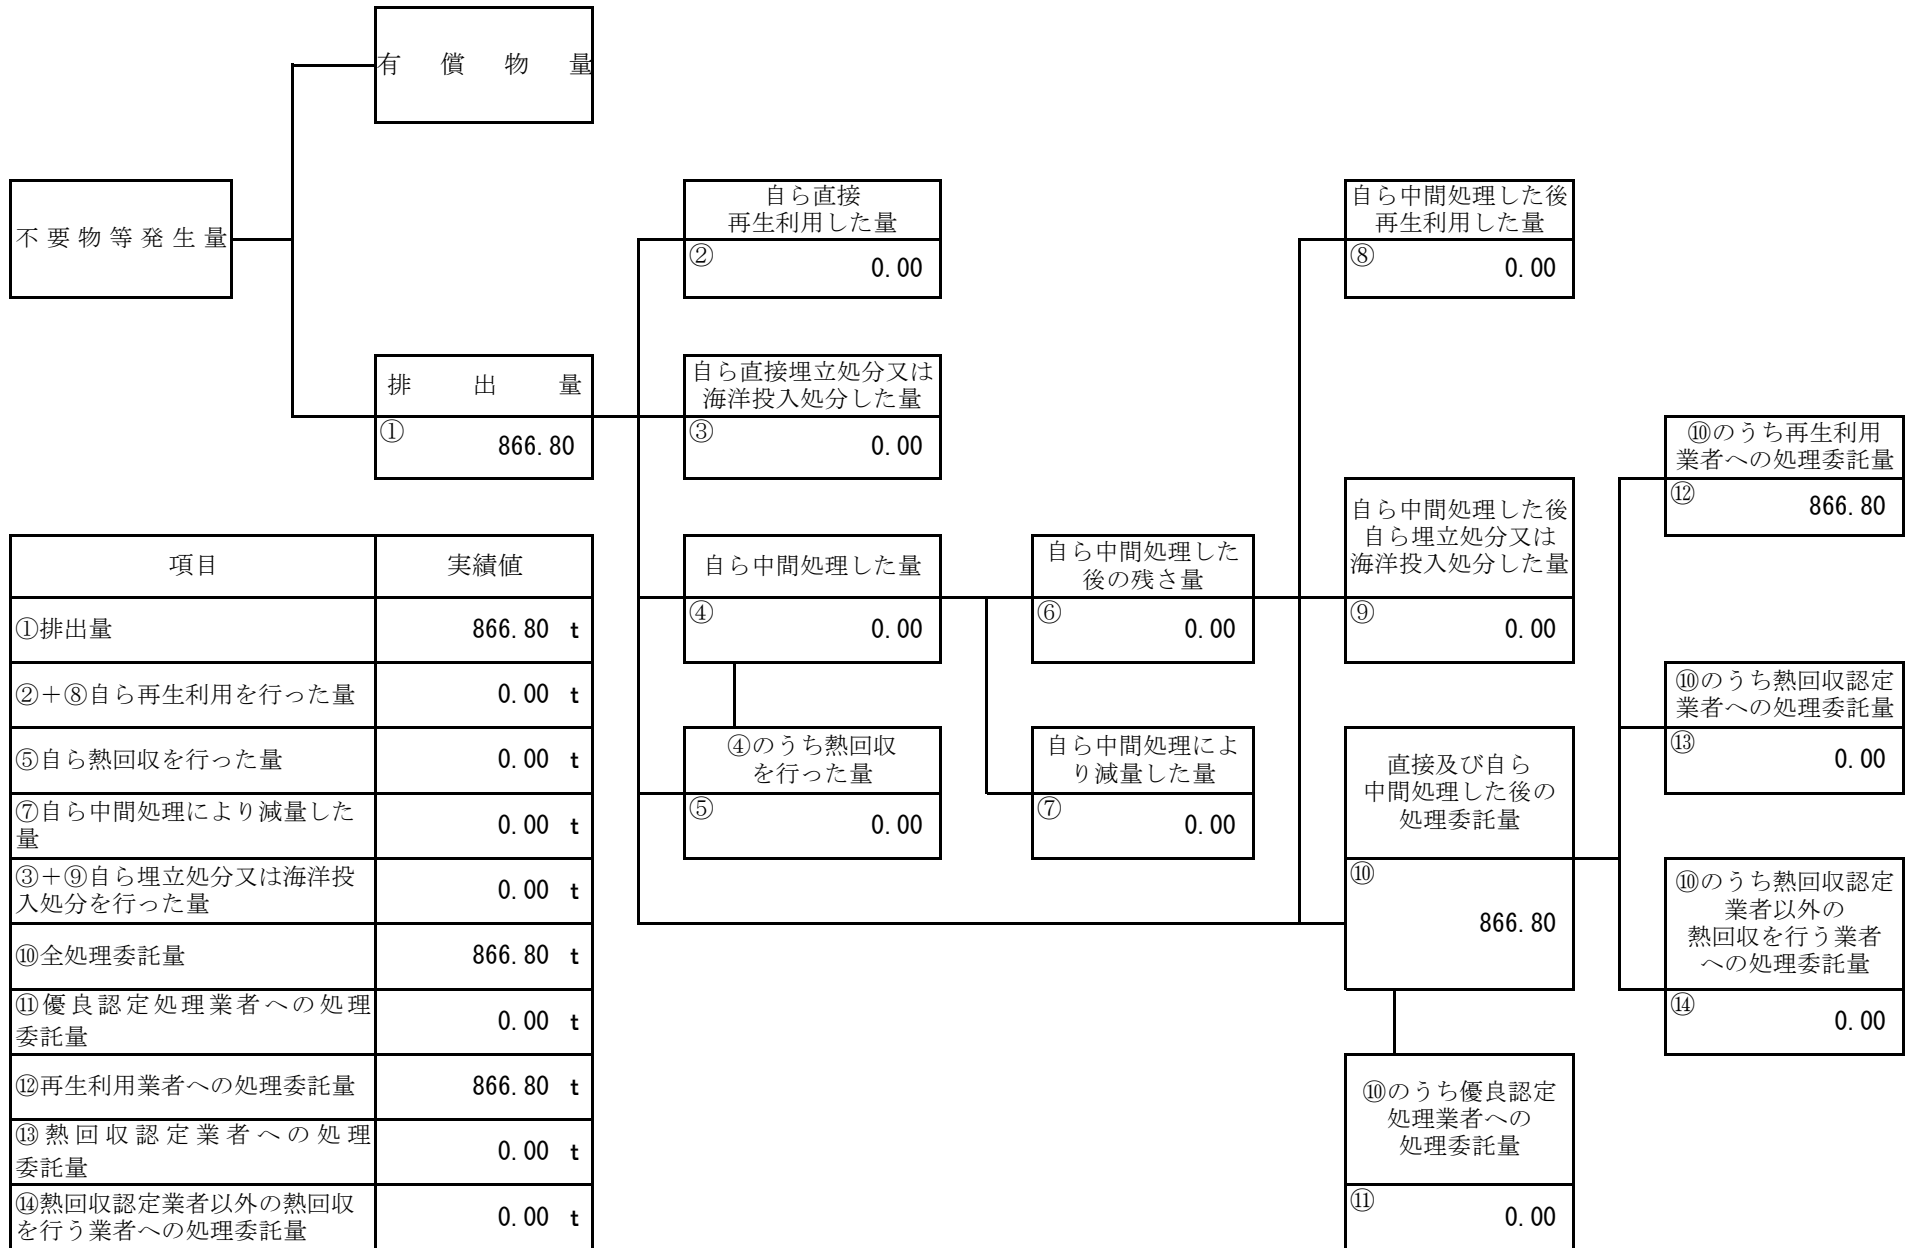 有償物量
不要物等発生量
排出量
①
866.80
自ら直接
再生利用した量
②
0.00
自ら直接埋立処分又は
海洋投入処分した量
③
0.00
自ら中間処理した量
④
0.00
④のうち熱回収
を行った量
⑤
0.00
自ら中間処理した
後の残さ量
⑥
0.00
自ら中間処理によ
り減量した量
⑦
0.00
自ら中間処理した後
再生利用した量
⑧
0.00
自ら中間処理した後
自ら埋立処分又は
海洋投入処分した量
⑨
0.00
直接及び自ら
中間処理した後の
処理委託量
⑩
866.80
⑩のうち優良認定
処理業者への
処理委託量
⑪
0.00
⑩のうち再生利用
業者への処理委託量
⑫
866.80
⑩のうち熱回収認定
業者への処理委託量
⑬
0.00
⑩のうち熱回収認定
業者以外の
熱回収を行う業者
への処理委託量
⑭
0.00
項目 実績値
①排出量 866.80 t
②+⑧自ら再生利用を行った量 0.00 t
⑤自ら熱回収を行った量 0.00 t
⑦自ら中間処理により減量した
量 0.00 t
③+⑨自ら埋立処分又は海洋投
入処分を行った量 0.00 t
⑩全処理委託量 866.80 t
⑪優良認定処理業者への処理
委託量 0.00 t
⑫再生利用業者への処理委託量 866.80 t
⑬熱回収認定業者への処理
委託量 0.00 t
⑭熱回収認定業者以外の熱回収
を行う業者への処理委託量 0.00 t